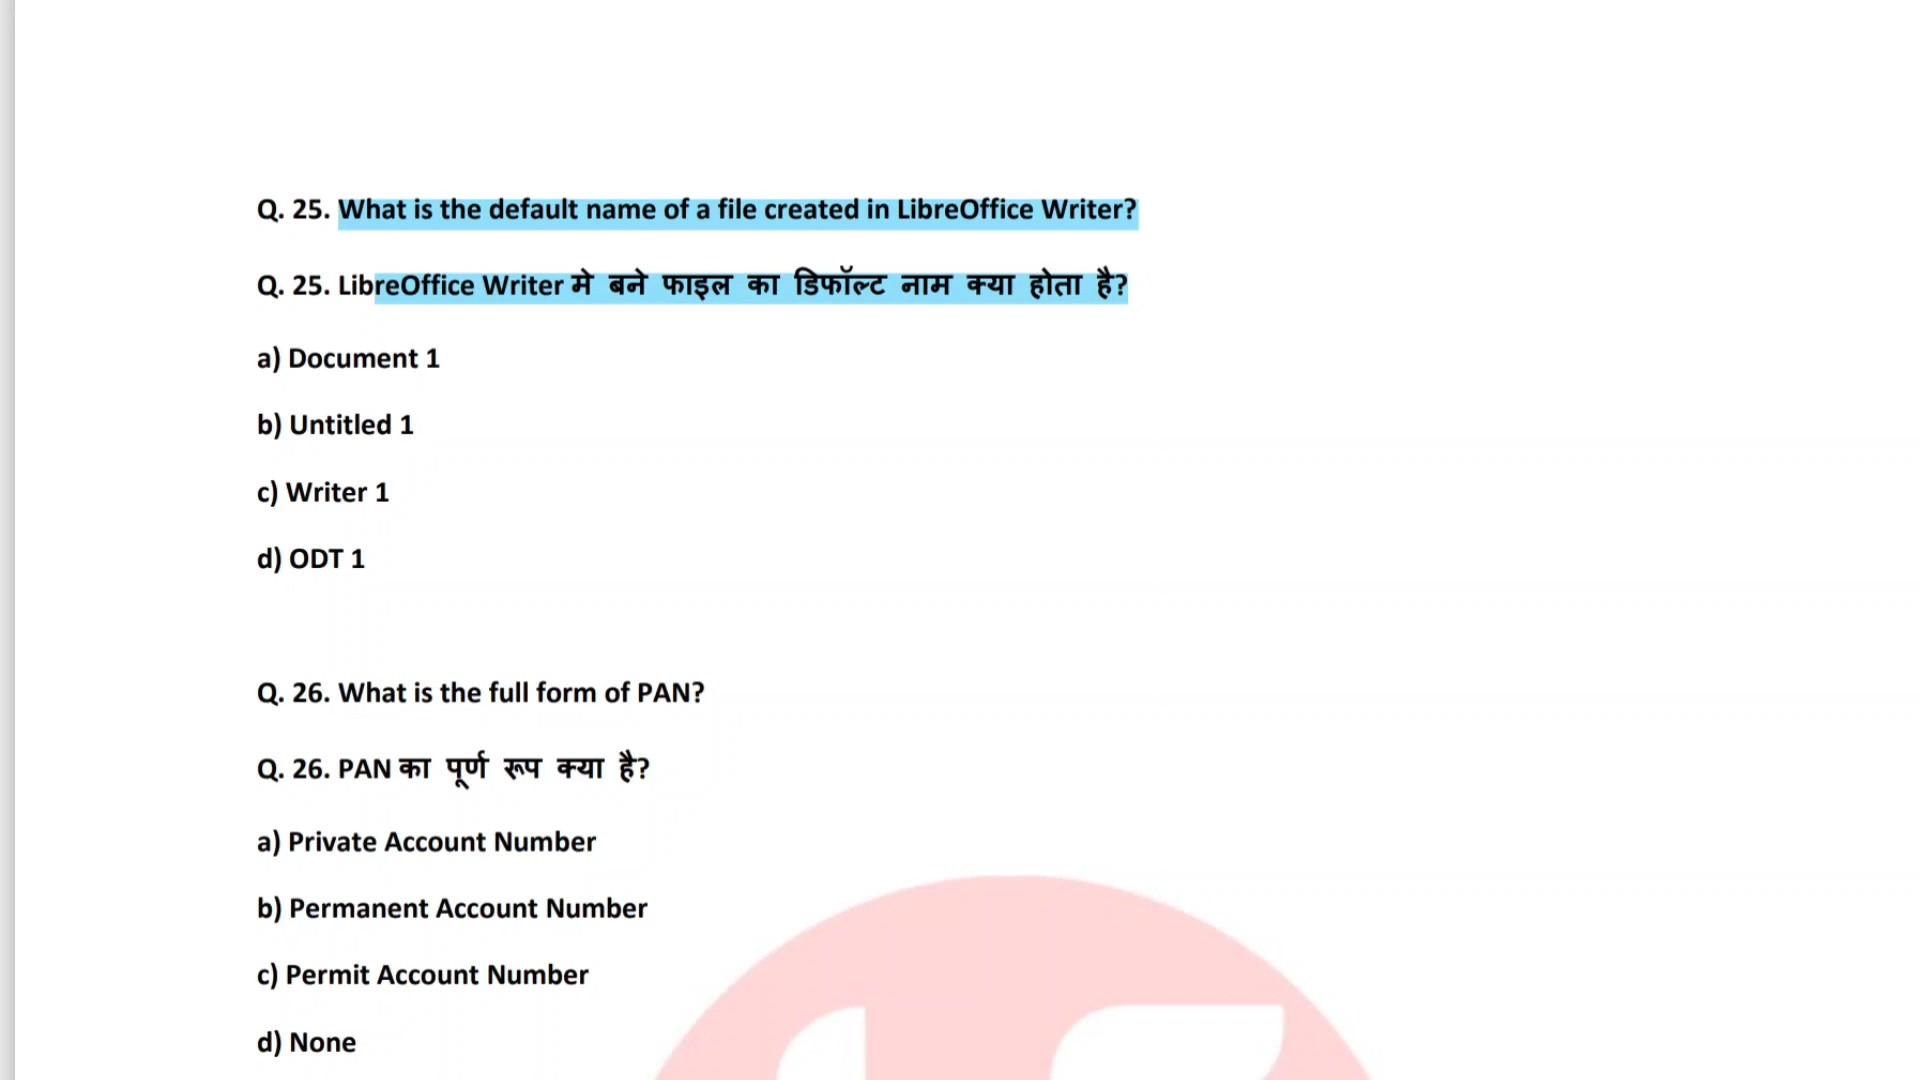 Q. 25. What is the default name of a file created in LibreOffice Writer?
Q. 25. LibreOffice Writer मे बने फाइल का डिफॉल्ट नाम क्या होता है?
a) Document 1
b) Untitled 1
c) Writer 1
d) ODT 1
Q. 26. What is the full form of PAN?
Q. 26. PAN का पूर्ण रूप क्या है?
a) Private Account Number
b) Permanent Account Number
c) Permit Account Number
d) None